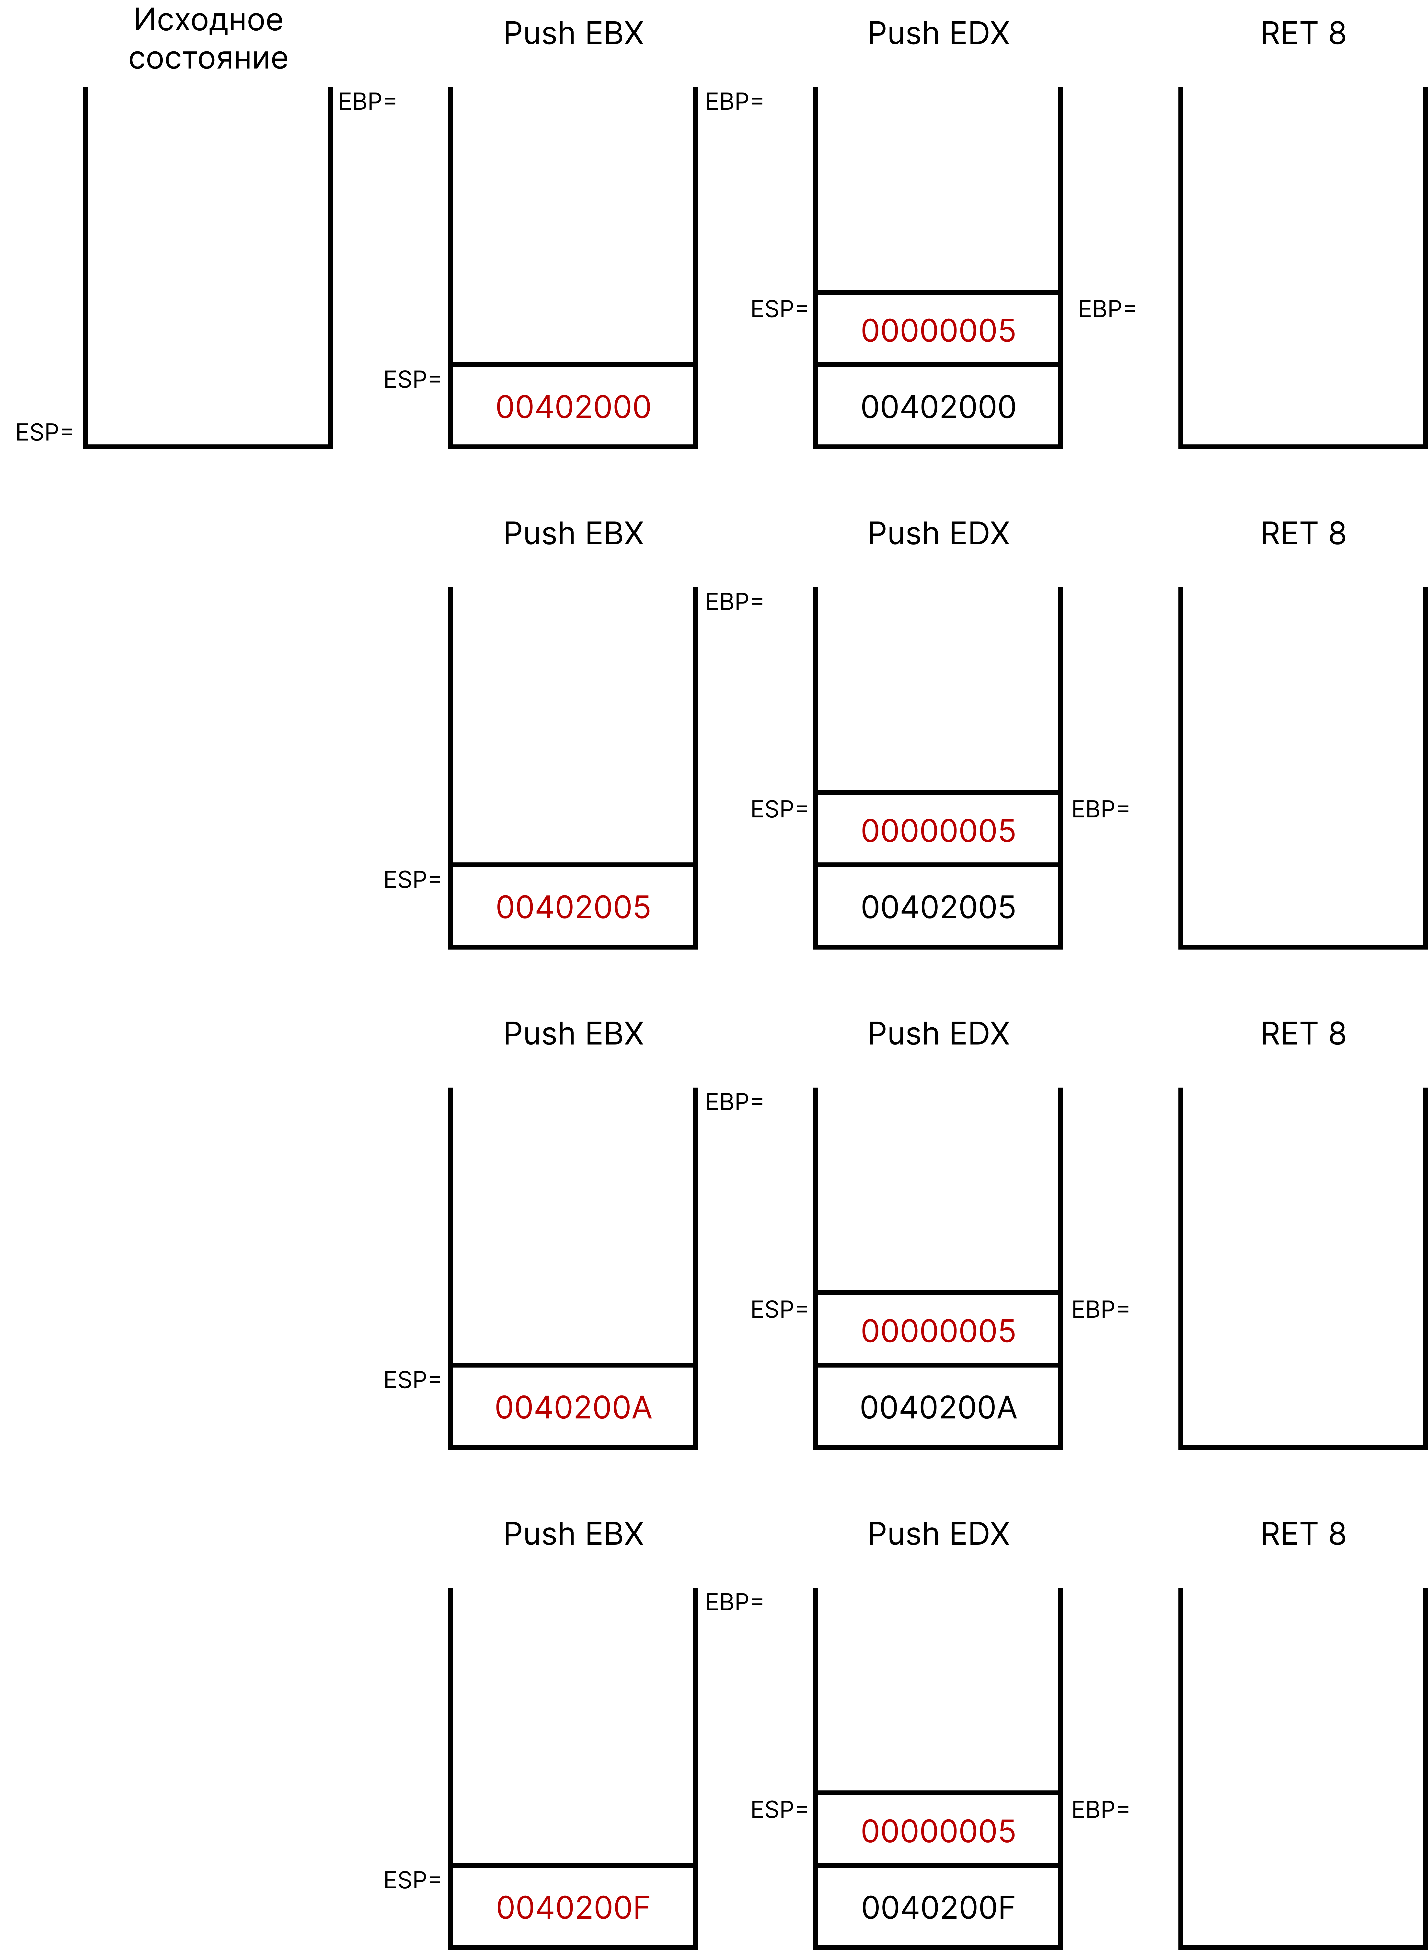 Исходное
состояние
Push EBX
Push EDX
RET 8
EBP=
EBP=
ESP=
00000005
EBP=
ESP=
00402000
00402000
ESP=
Push EBX
Push EDX
RET 8
EBP=
ESP=
00000005
EBP=
ESP=
00402005
00402005
Push EBX
Push EDX
RET 8
EBP=
ESP=
00000005
EBP=
ESP=
0040200A
0040200A
Push EBX
Push EDX
RET 8
EBP=
ESP=
00000005
EBP=
ESP=
0040200F
0040200F